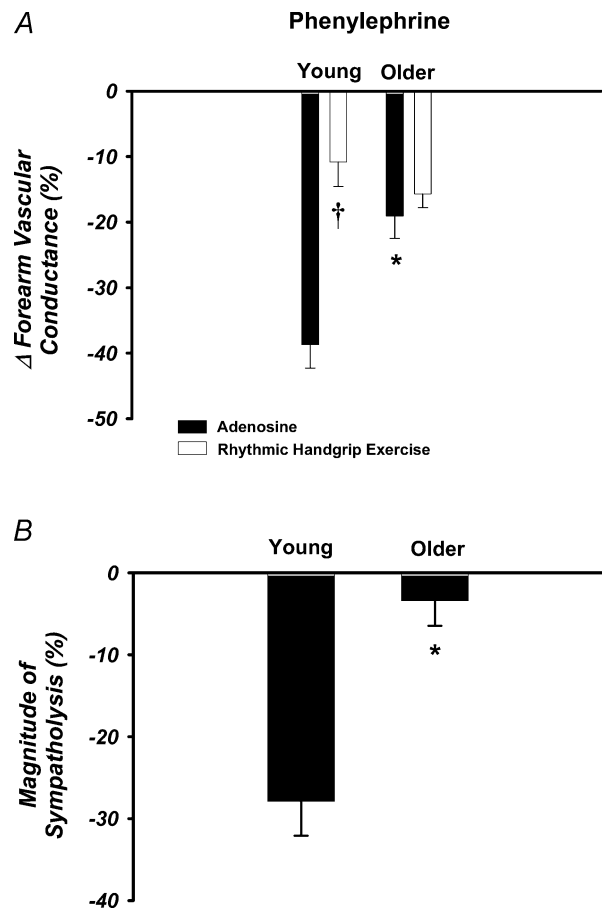 A
Phenylephrine
Young Older
0
-10
-20
-30
-40
-50
Δ Forearm Vascular
Conductance (%)
†
*
Adenosine
Rhythmic Handgrip Exercise
B
Young Older
0
-10
-20
-30
-40
Magnitude of
Sympatholysis (%)
*